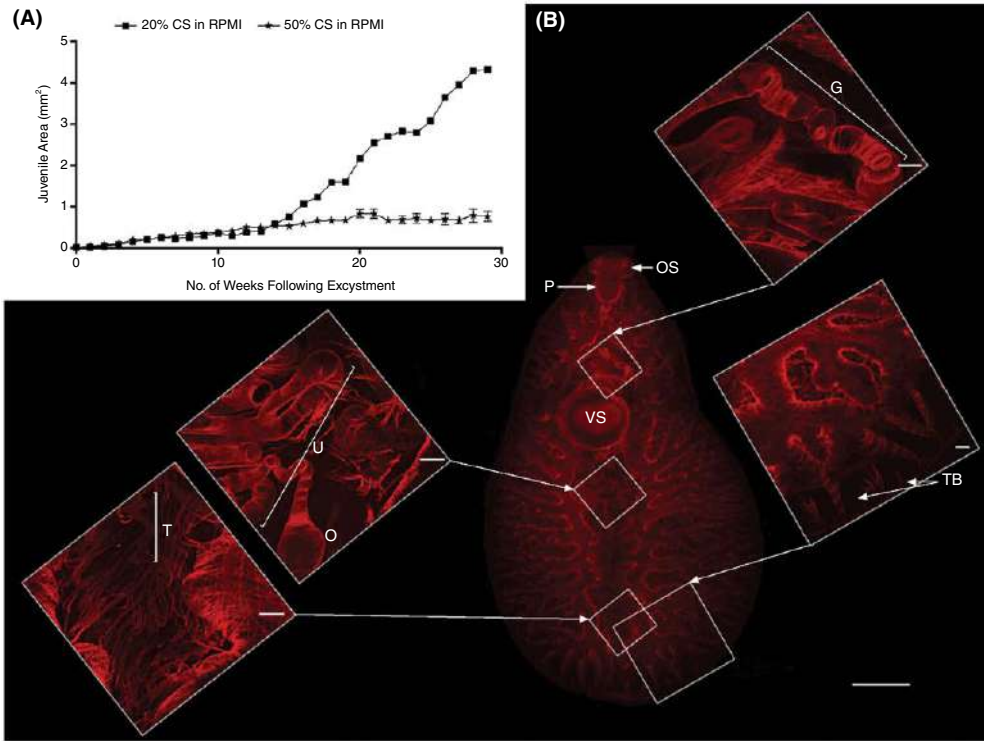 (A)
20% CS in RPMI
50% CS in RPMI
Juvenile Area (mm²)
5
4
3
2
1
0
0 10 20 30
No. of Weeks Following Excystment
(B)
G
OS
P
VS
TB
U
O
T